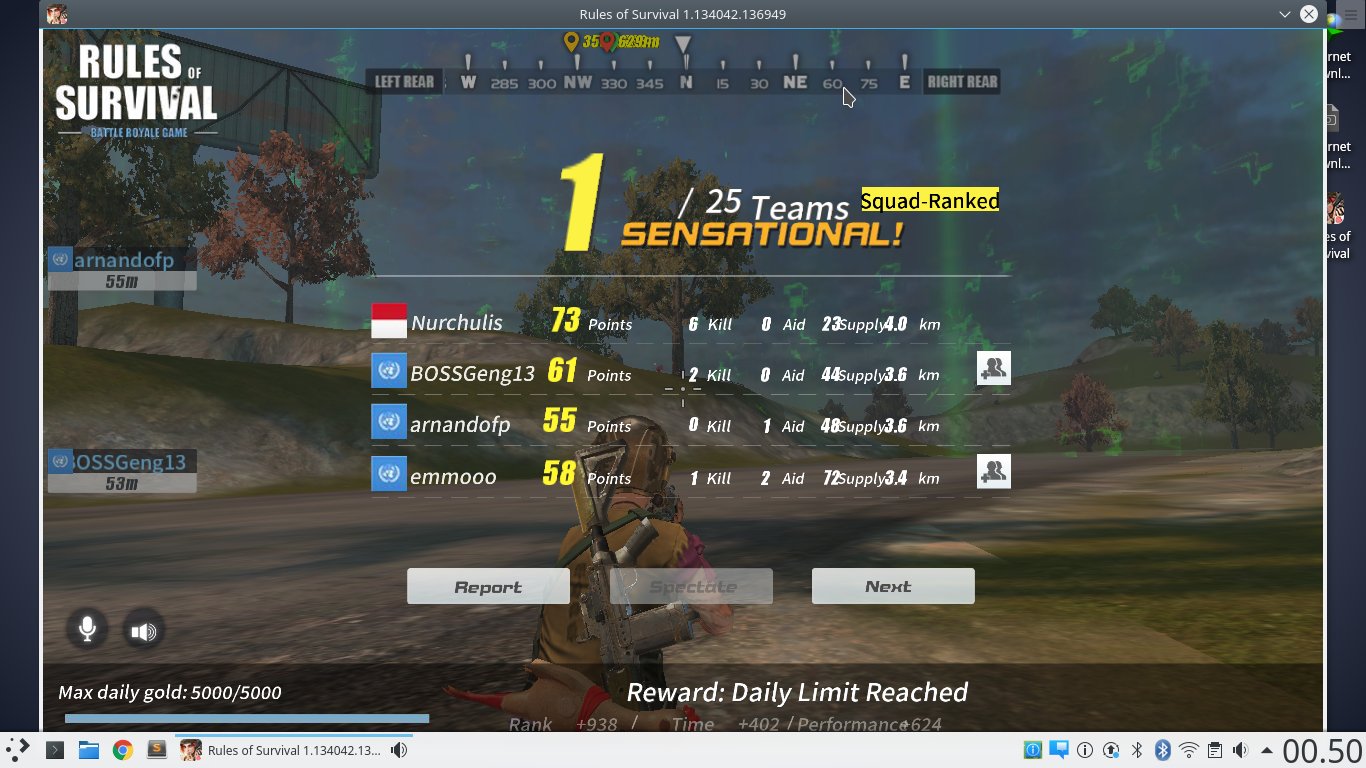 Rules of Survival 1.134042.136949
RULES OF
SURVIVAL
BATTLE ROYALE GAME
LEFT REAR W 285 300 NW 330 345 N 15 30 NE 60 75 E RIGHT REAR
1 / 25 Teams Squad-Ranked
SENSATIONAL!
arnandofp
55m
Nurchulis 73 Points 6 Kill 0 Aid 23 Supply 4.0 km
BOSSGeng13 61 Points 2 Kill 0 Aid 44 Supply 3.6 km
arnandofp 55 Points 0 Kill 1 Aid 48 Supply 3.6 km
emmooo 58 Points 1 Kill 2 Aid 72 Supply 3.4 km
BOSSGeng13
53m
Report Spectate Next
Max daily gold: 5000/5000
Reward: Daily Limit Reached
Rank +938 / Time +402 / Performance +624
Rules of Survival 1.134042.13... 00.50